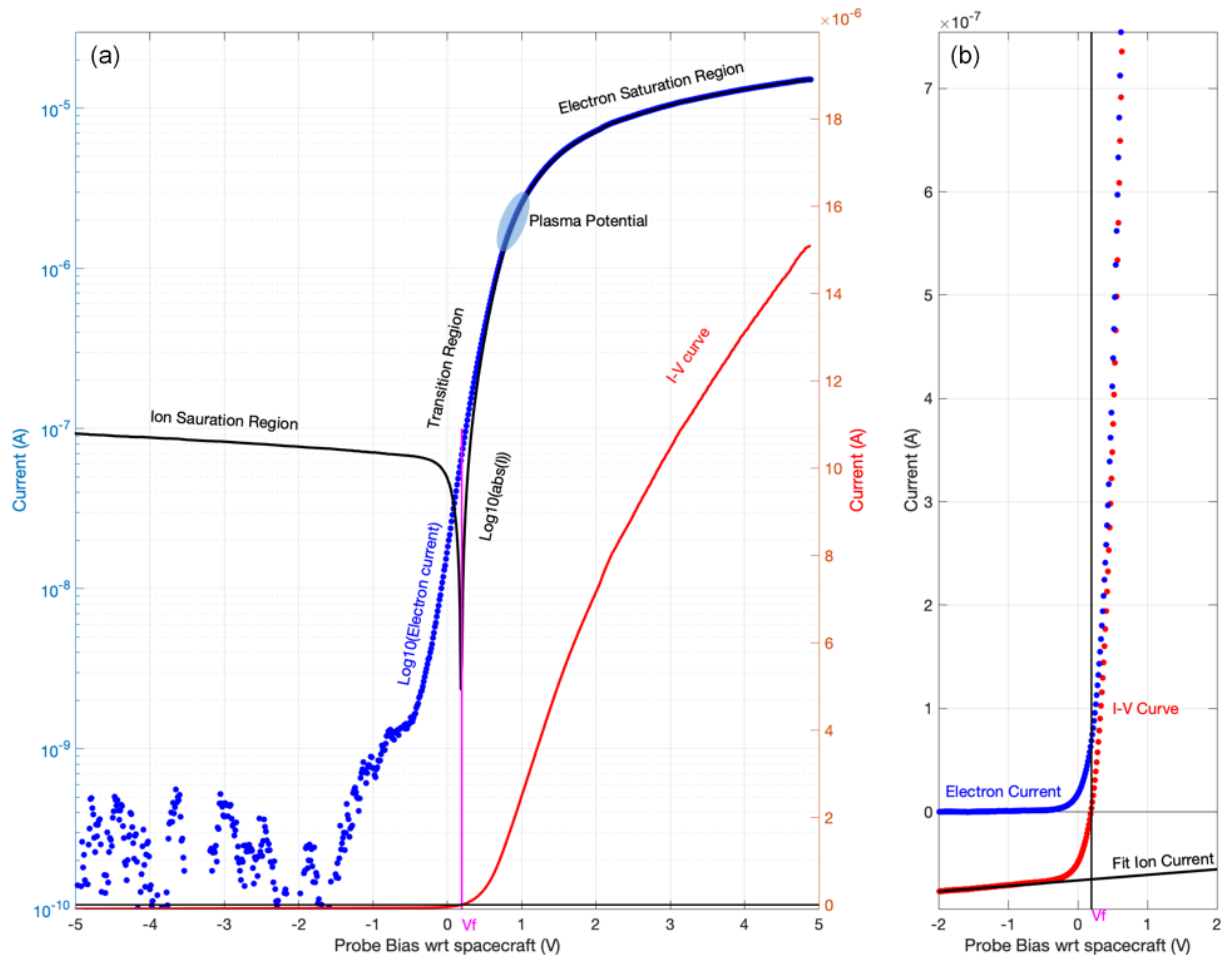 (a)
×10⁻⁶
Electron Saturation Region
Plasma Potential
Transition Region
Ion Sauration Region
I-V curve
Log10(abs(I))
Log10(Electron current)
Current (A)
10⁻⁵
10⁻⁶
10⁻⁷
10⁻⁸
10⁻⁹
10⁻¹⁰
18
16
14
12
10
8
6
4
2
0
Current (A)
-5 -4 -3 -2 -1 0 1 2 3 4 5
Vf
Probe Bias wrt spacecraft (V)
×10⁻⁷
(b)
7
6
5
4
3
2
1
0
Current (A)
I-V Curve
Electron Current
Fit Ion Current
-2 -1 0 1 2
Vf
Probe Bias wrt spacecraft (V)